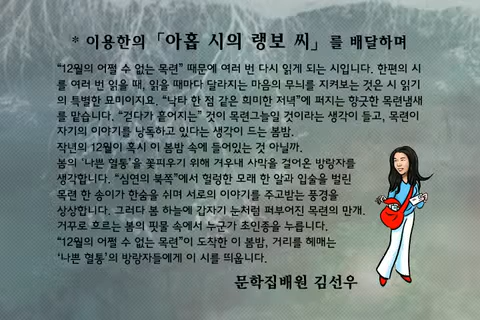 * 이용한의「아홉 시의 랭보 씨」를 배달하며
“12월의 어쩔 수 없는 목련” 때문에 여러 번 다시 읽게 되는 시입니다. 한편의 시
를 여러 번 읽을 때, 읽을 때마다 달라지는 마음의 무늬를 지켜보는 것은 시 읽기
의 특별한 묘미이지요. “낙타 한 점 같은 희미한 저녁”에 퍼지는 향긋한 목련냄새
를 맡습니다. “걷다가 흩어지는” 것이 목련그늘일 것이라는 생각이 들고, 목련이
자기의 이야기를 낭독하고 있다는 생각이 드는 봄밤.
작년의 12월이 혹시 이 봄밤 속에 들어있는 것 아닐까.
봄의 ‘나쁜 혈통’을 꽃피우기 위해 겨우내 사막을 걸어온 방랑자를
생각합니다. “심연의 북쪽”에서 헐렁한 모래 한 알과 입술을 벌린
목련 한 송이가 한숨을 쉬며 서로의 이야기를 주고받는 풍경을
상상합니다. 그러다 봄 하늘에 갑자기 눈처럼 퍼부어진 목련의 만개.
거꾸로 흐르는 봄의 핏물 속에서 누군가 초인종을 누릅니다.
“12월의 어쩔 수 없는 목련”이 도착한 이 봄밤, 거리를 헤매는
‘나쁜 혈통’의 방랑자들에게 이 시를 띄웁니다.
문학집배원 김선우